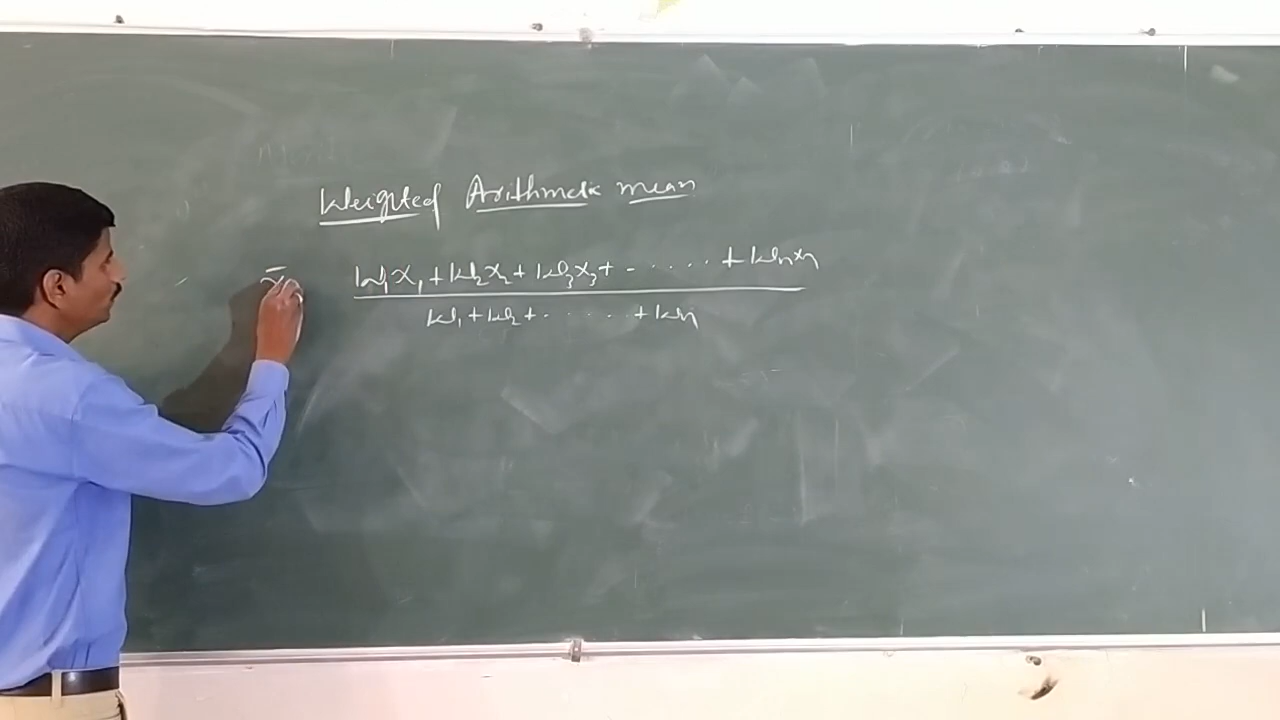 Weighted Arithmetic mean
x̄ w₁x₁+w₂x₂+w₃x₃+ - . . . . . +wₙxₙ
w₁+w₂+ . . . . . . +wₙ